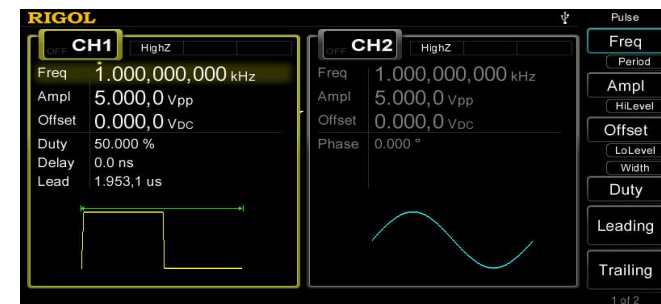 RIGOL
Pulse
OFF CH1 HighZ
Freq 1.000,000,000 kHz
Ampl 5.000,0 Vpp
Offset 0.000,0 VDC
Duty 50.000 %
Delay 0.0 ns
Lead 1.953,1 us
OFF CH2 HighZ
Freq 1.000,000,000 kHz
Ampl 5.000,0 Vpp
Offset 0.000,0 VDC
Phase 0.000 °
Freq
Period
Ampl
HiLevel
Offset
LoLevel
Width
Duty
Leading
Trailing
1 of 2